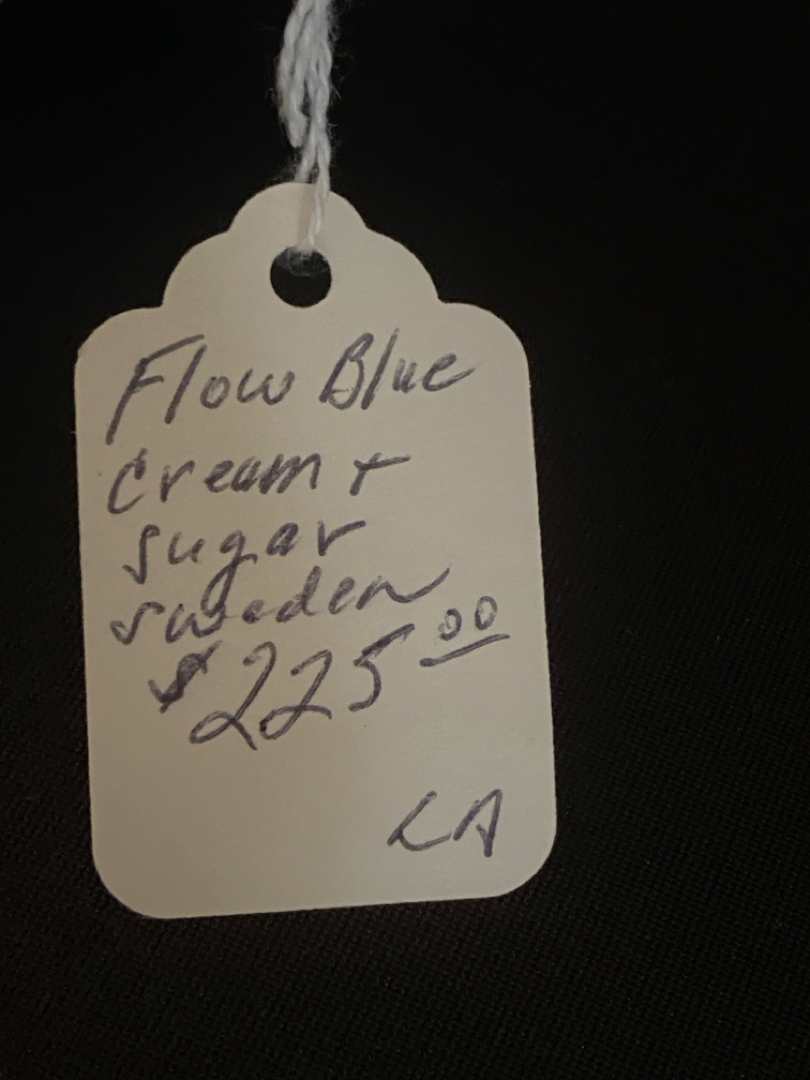 Flow Blue
Cream +
Sugar
Sweden
$225.00
LA